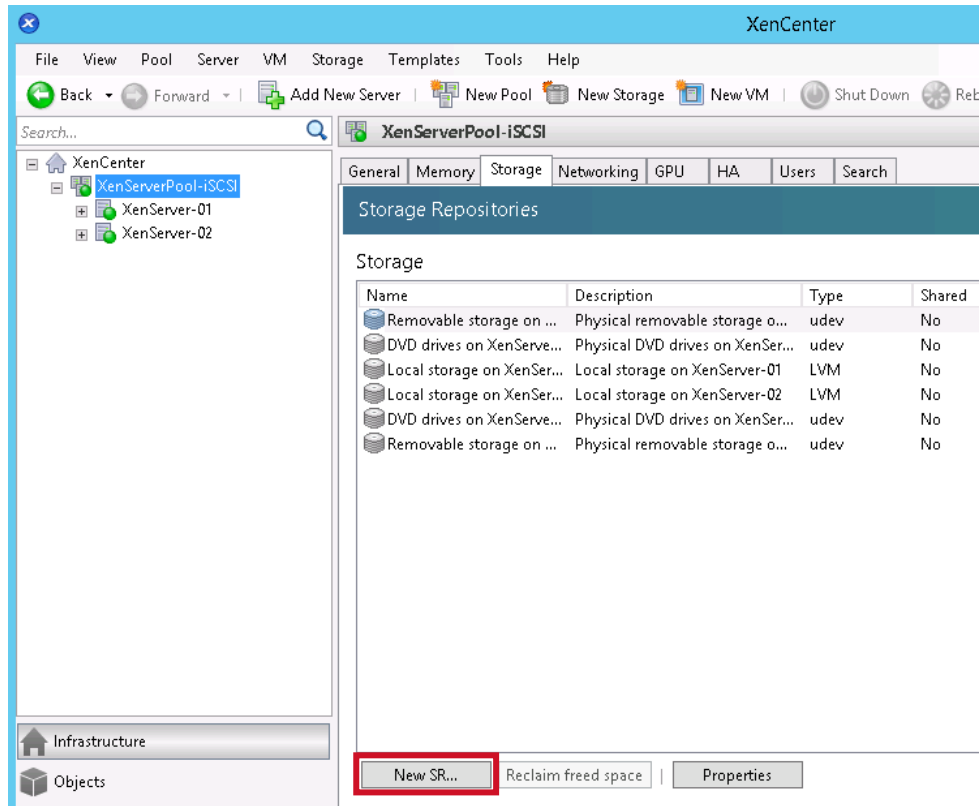 XenCenter
File View Pool Server VM Storage Templates Tools Help
Back Forward Add New Server New Pool New Storage New VM Shut Down Reb
Search... XenServerPool-iSCSI
XenCenter
XenServerPool-iSCSI
XenServer-01
XenServer-02
General Memory Storage Networking GPU HA Users Search
Storage Repositories
Storage
Name Description Type Shared
Removable storage on ... Physical removable storage o... udev No
DVD drives on XenServe... Physical DVD drives on XenSer... udev No
Local storage on XenSer... Local storage on XenServer-01 LVM No
Local storage on XenSer... Local storage on XenServer-02 LVM No
DVD drives on XenServe... Physical DVD drives on XenSer... udev No
Removable storage on ... Physical removable storage o... udev No
Infrastructure
Objects
New SR... Reclaim freed space Properties